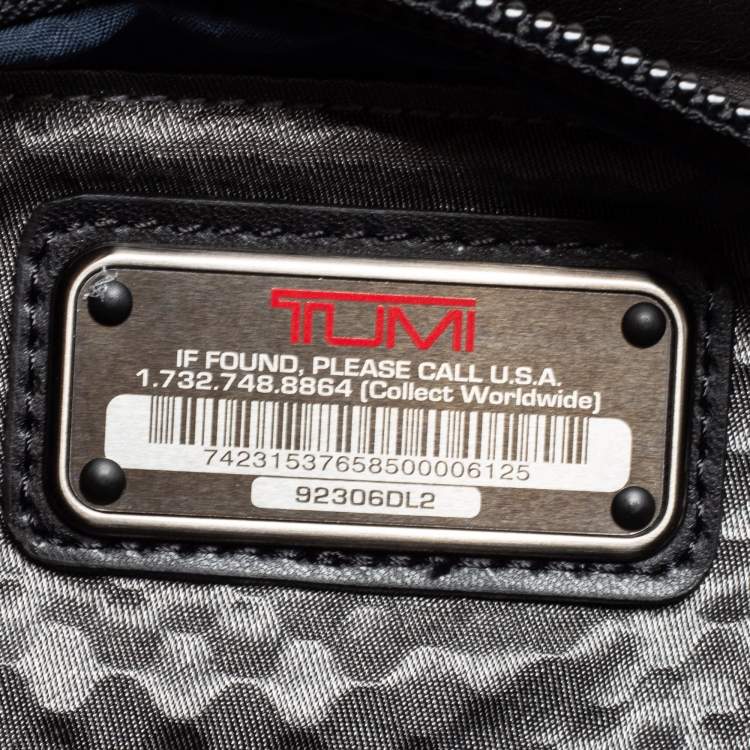 TUMI
IF FOUND, PLEASE CALL U.S.A.
1.732.748.8864 (Collect Worldwide)
74231537658500006125
92306DL2